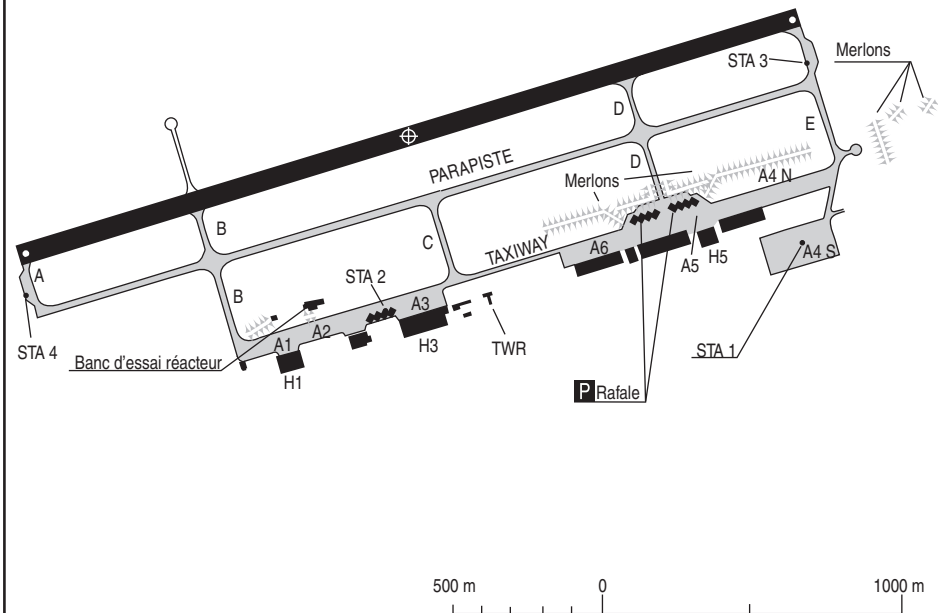 STA 3
Merlons
D
E
PARAPISTE
D
Merlons
A4 N
B
C
TAXIWAY
A6
A
B
STA 2
A5
H5
A4 S
A3
A1
A2
STA 4
Banc d'essai réacteur
H3
TWR
STA 1
H1
P Rafale
500 m
0
1000 m